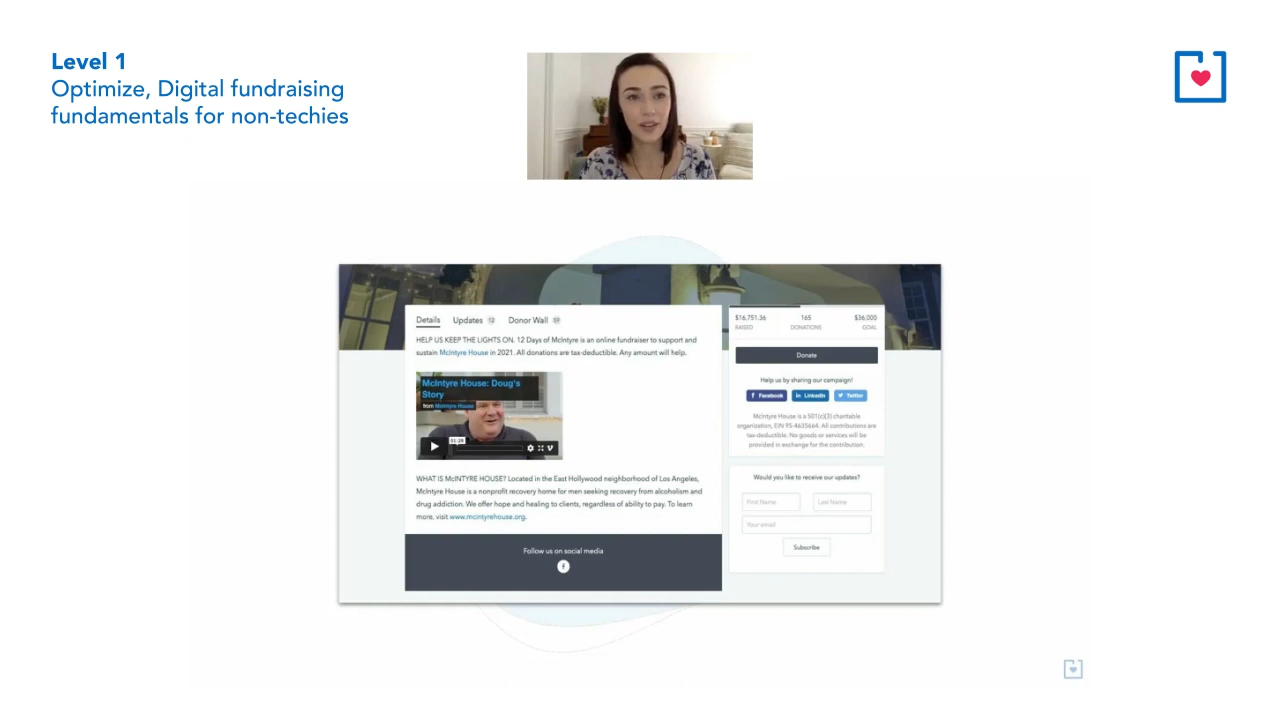 Level 1
Optimize, Digital fundraising
fundamentals for non-techies
Details Updates 12 Donor Wall
HELP US KEEP THE LIGHTS ON. 12 Days of McIntyre is an online fundraiser to support and
sustain McIntyre House in 2021. All donations are tax-deductible. Any amount will help.
McIntyre House: Doug's
Story
from McIntyre House
01:28
WHAT IS McINTYRE HOUSE? Located in the East Hollywood neighborhood of Los Angeles,
McIntyre House is a nonprofit recovery home for men seeking recovery from alcoholism and
drug addiction. We offer hope and healing to clients, regardless of ability to pay. To learn
more, visit www.mcintyrehouse.org.
Follow us on social media
$16,751.36 165 $36,000
RAISED DONATIONS GOAL
Donate
Help us by sharing our campaign!
Facebook LinkedIn Twitter
McIntyre House is a 501(c)(3) charitable
organization, EIN 95-4635664. All contributions are
tax-deductible. No goods or services will be
provided in exchange for the contribution.
Would you like to receive our updates?
First Name Last Name
Your email
Subscribe